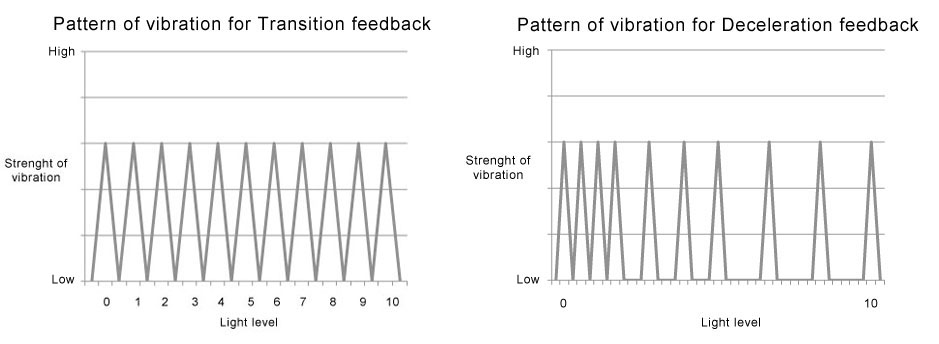 Pattern of vibration for Transition feedback
High
Strenght of
vibration
Low
0 1 2 3 4 5 6 7 8 9 10
Light level
Pattern of vibration for Deceleration feedback
High
Strenght of
vibration
Low
0 10
Light level